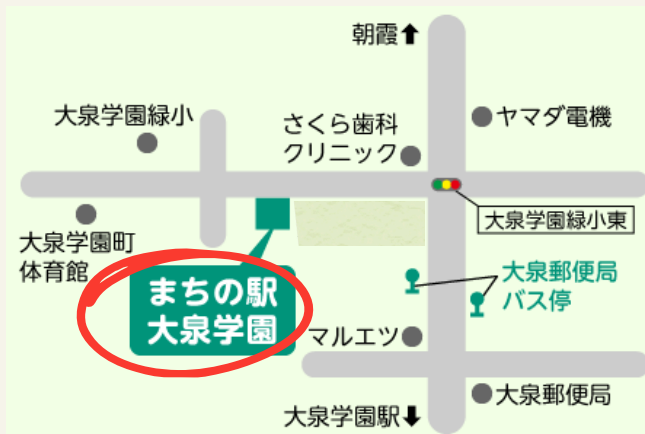 朝霞⬆
大泉学園緑小
さくら歯科
クリニック
ヤマダ電機
大泉学園緑小東
大泉学園町
体育館
まちの駅
大泉学園
大泉郵便局
バス停
マルエツ
大泉郵便局
大泉学園駅⬇